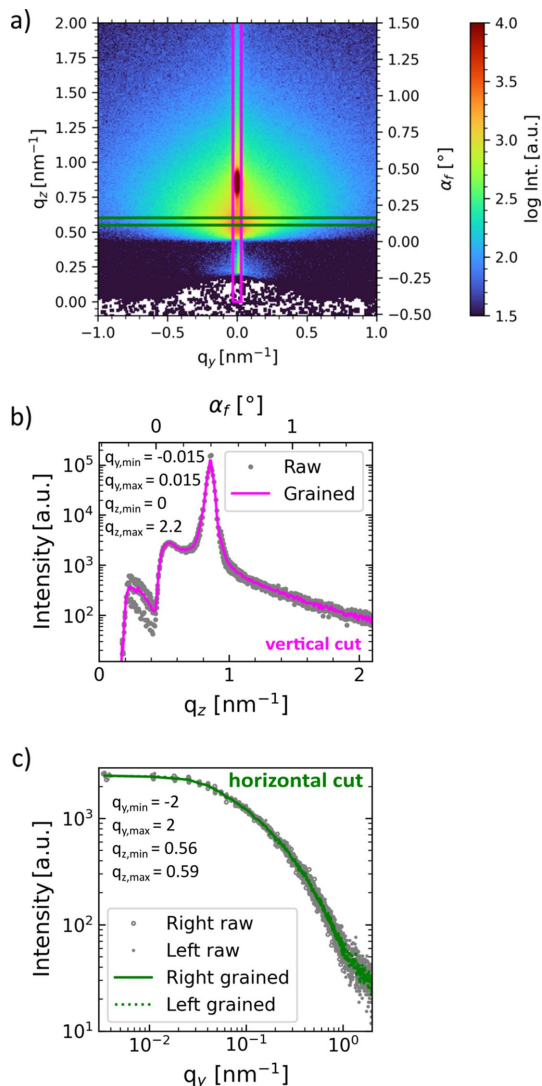 a)
2.00
1.75
1.50
1.25
1.00
0.75
0.50
0.25
0.00
q_z [nm⁻¹]
-1.0 -0.5 0.0 0.5 1.0
q_y [nm⁻¹]
1.50
1.25
1.00
0.75
0.50
0.25
0.00
−0.25
−0.50
α_f [°]
4.0
3.5
3.0
2.5
2.0
1.5
log Int. [a.u.]
b)
α_f [°]
0 1
q_y,min = -0.015
q_y,max = 0.015
q_z,min = 0
q_z,max = 2.2
Raw
Grained
10⁵
10⁴
10³
10²
Intensity [a.u.]
vertical cut
0 1 2
q_z [nm⁻¹]
c)
horizontal cut
q_y,min = -2
q_y,max = 2
q_z,min = 0.56
q_z,max = 0.59
Right raw
Left raw
Right grained
Left grained
10³
10²
10¹
Intensity [a.u.]
10⁻² 10⁻¹ 10⁰
q_y [nm⁻¹]